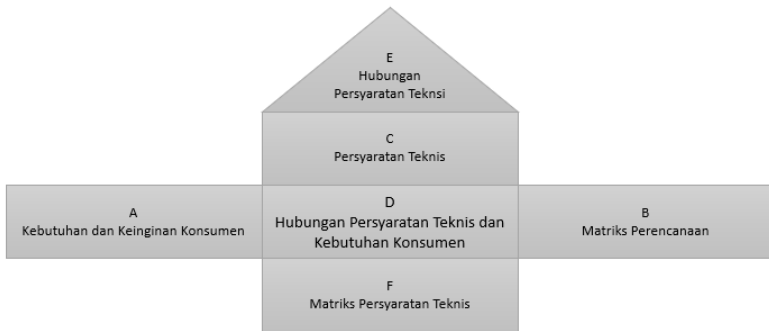 E
Hubungan
Persyaratan Teknsi
C
Persyaratan Teknis
A
Kebutuhan dan Keinginan Konsumen
D
Hubungan Persyaratan Teknis dan
Kebutuhan Konsumen
B
Matriks Perencanaan
F
Matriks Persyaratan Teknis